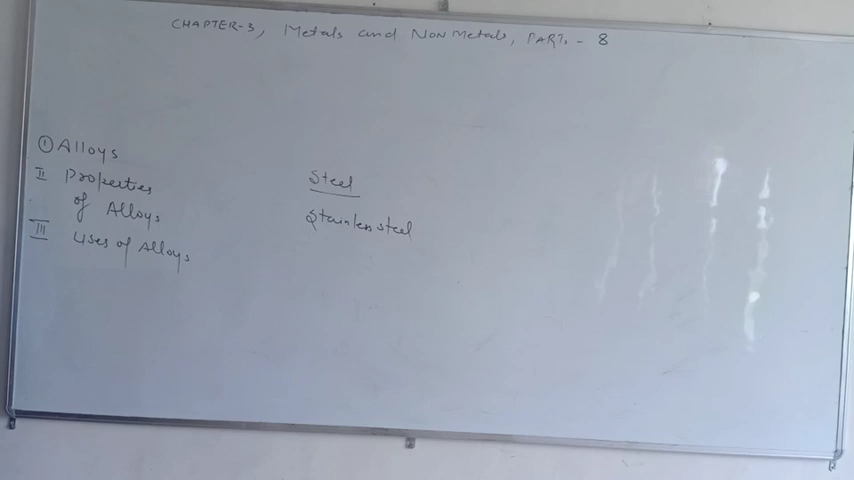 CHAPTER-3, Metals and Non Metals, PART - 8
① Alloys
II Properties
of Alloys
III Uses of Alloys
Steel
Stainless steel